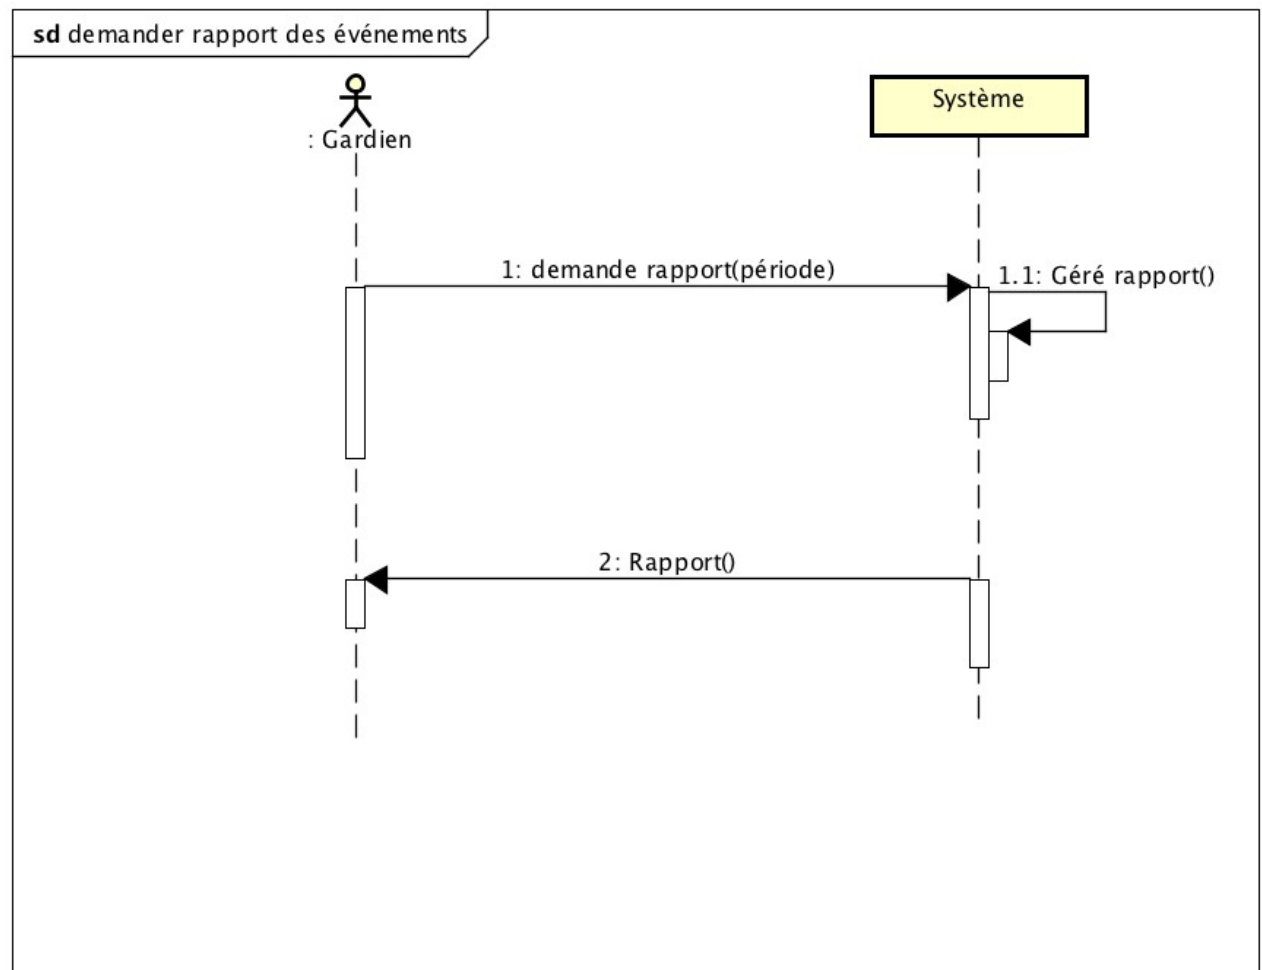 sd demander rapport des événements
: Gardien
Système
1: demande rapport(période)
1.1: Géré rapport()
2: Rapport()